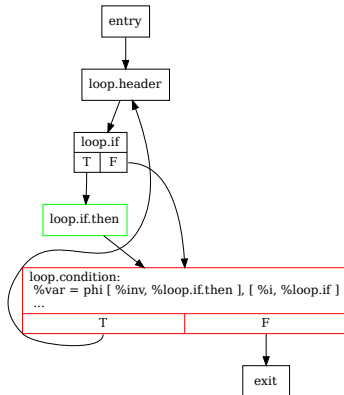 entry
loop.header
loop.if
T F
loop.if.then
loop.condition:
%var = phi [ %inv, %loop.if.then ], [ %i, %loop.if ]
...
T F
exit